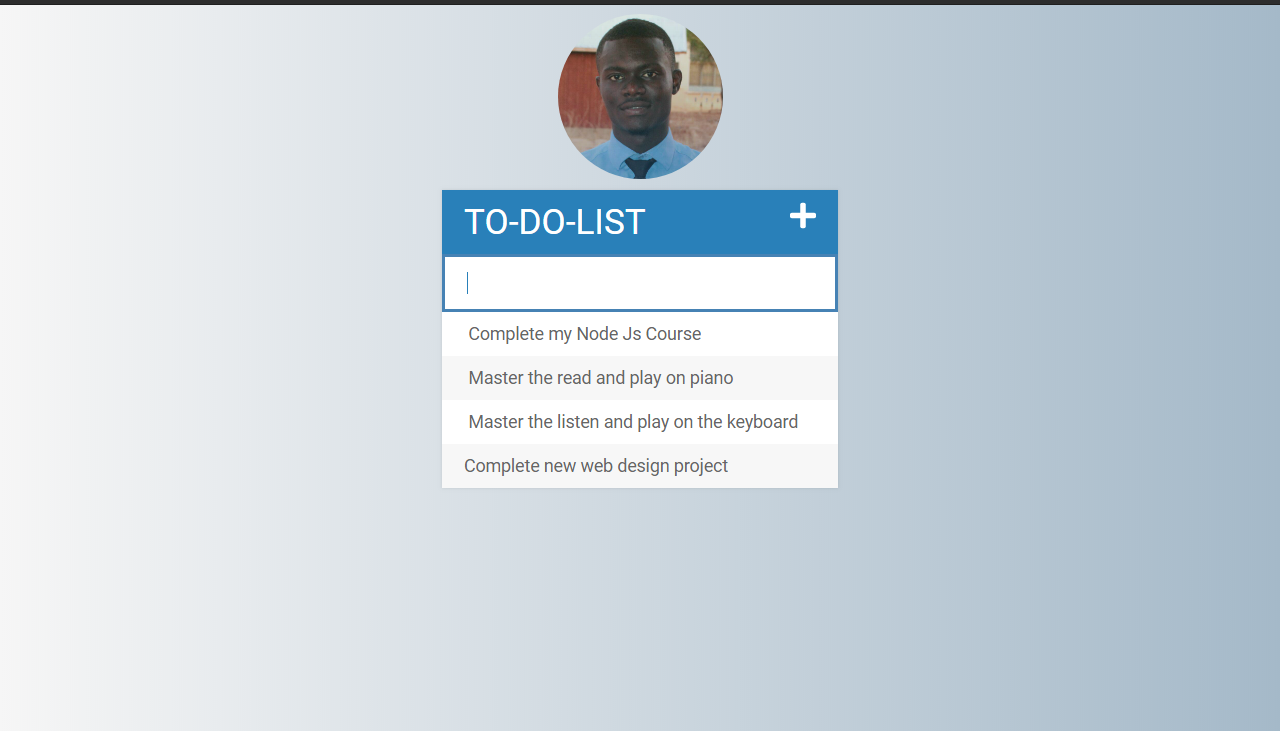 TO-DO-LIST
Complete my Node Js Course
Master the read and play on piano
Master the listen and play on the keyboard
Complete new web design project